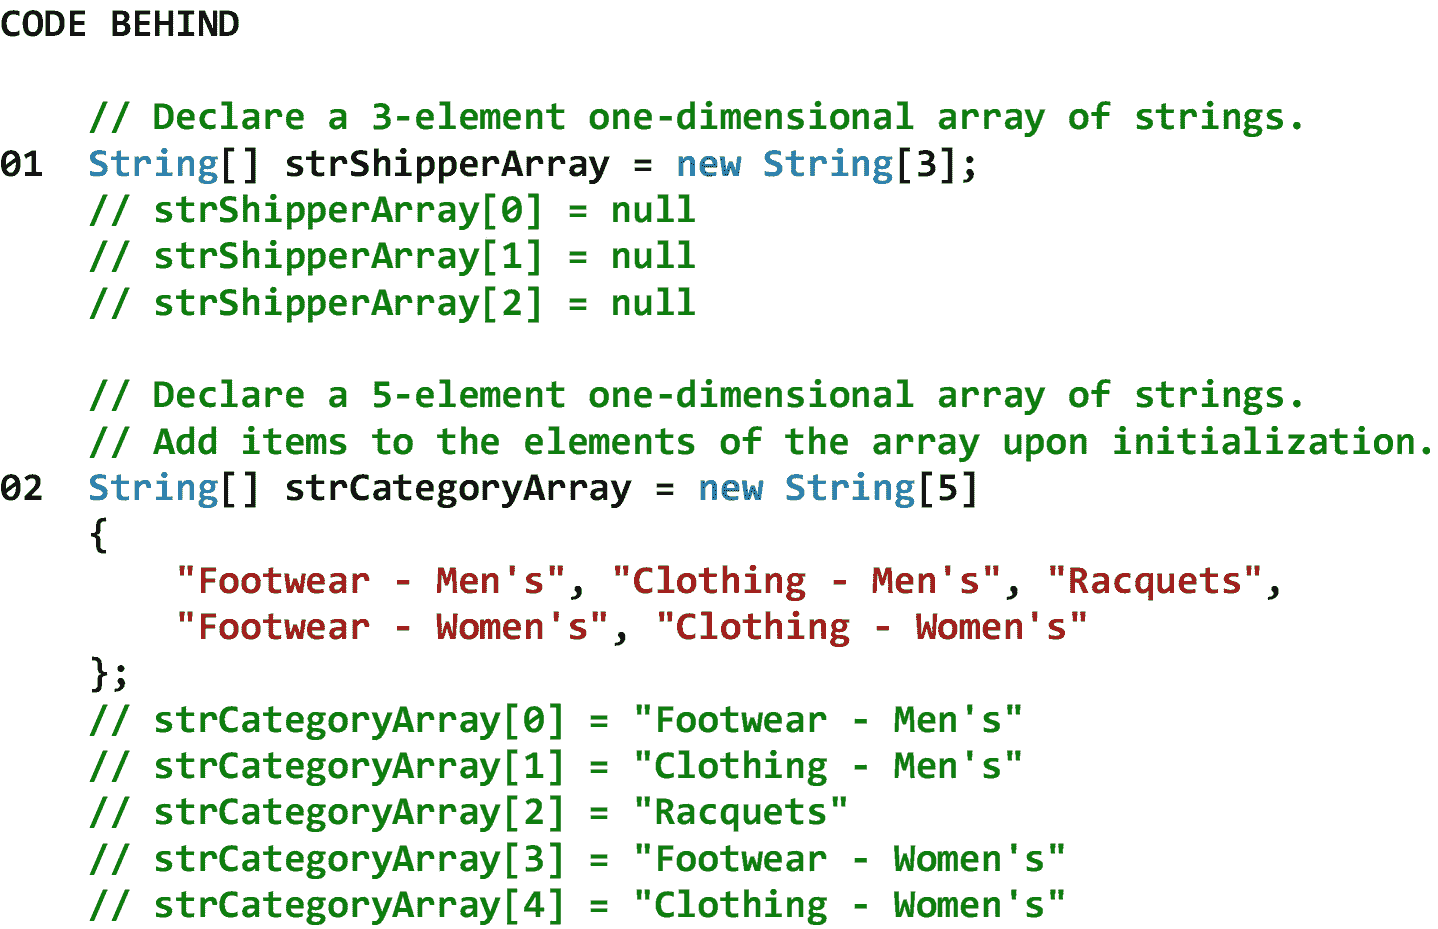 CODE BEHIND
// Declare a 3-element one-dimensional array of strings.
01 String[] strShipperArray = new String[3];
// strShipperArray[0] = null
// strShipperArray[1] = null
// strShipperArray[2] = null
// Declare a 5-element one-dimensional array of strings.
// Add items to the elements of the array upon initialization.
02 String[] strCategoryArray = new String[5]
{
"Footwear - Men's", "Clothing - Men's", "Racquets",
"Footwear - Women's", "Clothing - Women's"
};
// strCategoryArray[0] = "Footwear - Men's"
// strCategoryArray[1] = "Clothing - Men's"
// strCategoryArray[2] = "Racquets"
// strCategoryArray[3] = "Footwear - Women's"
// strCategoryArray[4] = "Clothing - Women's"